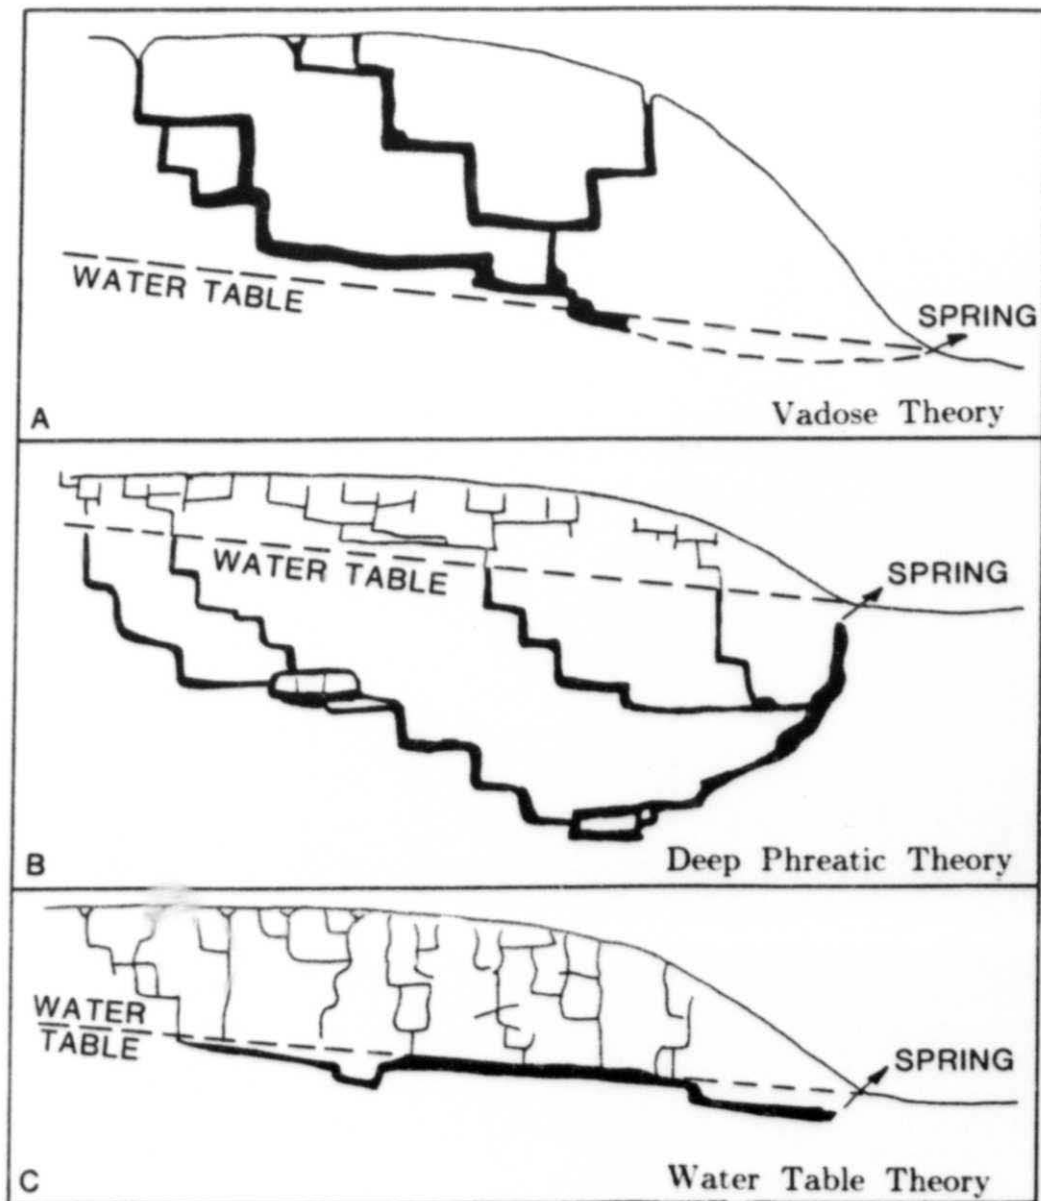 WATER TABLE
SPRING
A
Vadose Theory
WATER TABLE
SPRING
B
Deep Phreatic Theory
WATER
TABLE
SPRING
C
Water Table Theory